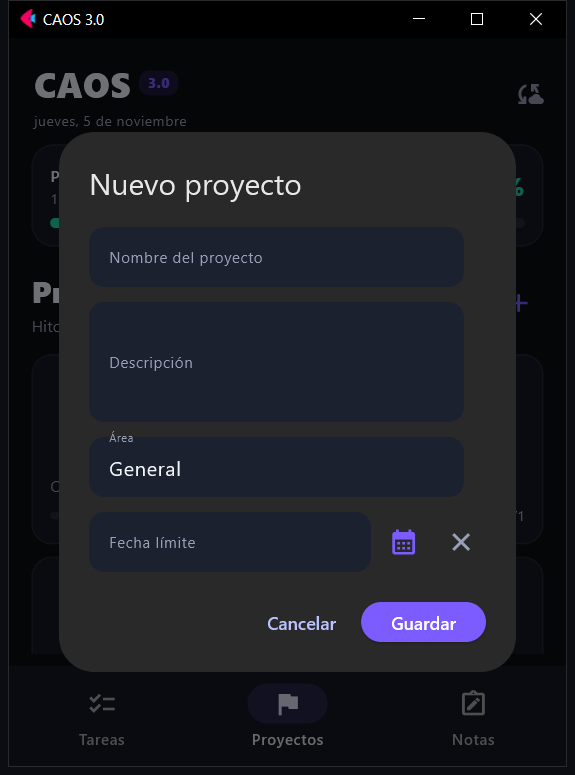 CAOS 3.0
CAOS 3.0
jueves, 5 de noviembre
%
Nuevo proyecto
Nombre del proyecto
Descripción
Área
General
Fecha límite
Cancelar
Guardar
Tareas
Proyectos
Notas